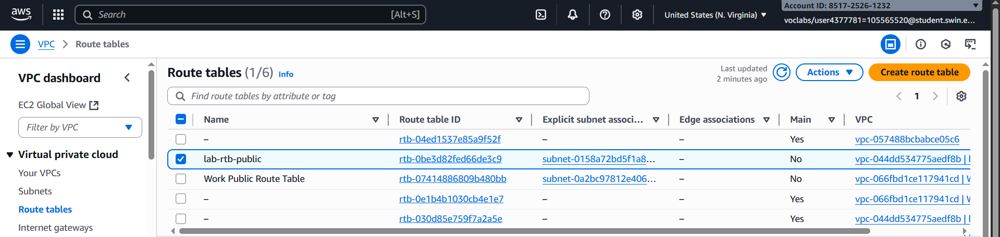 aws Search [Alt+S] United States (N. Virginia) Account ID: 8517-2526-1232
voclabs/user4377781=105565520@student.swin.e...
VPC Route tables
VPC dashboard
EC2 Global View
Filter by VPC
Virtual private cloud
Your VPCs
Subnets
Route tables
Internet gateways
Route tables (1/6) Info
Last updated
2 minutes ago
Actions
Create route table
Find route tables by attribute or tag
1
Name Route table ID Explicit subnet associ... Edge associations Main VPC
– rtb-04ed1537e85a9f52f – – Yes vpc-057488bcbabce05c6
lab-rtb-public rtb-0be3d82fed66de3c9 subnet-0158a72bd5f1a8... – No vpc-044dd534775aedf8b |
Work Public Route Table rtb-07414886809b480bb subnet-0a2bc97812e406... – No vpc-066fbd1ce117941cd |
– rtb-0e1b4b1030cb4e1e7 – – Yes vpc-066fbd1ce117941cd |
– rtb-030d85e759f7a2a5e – – Yes vpc-044dd534775aedf8b |